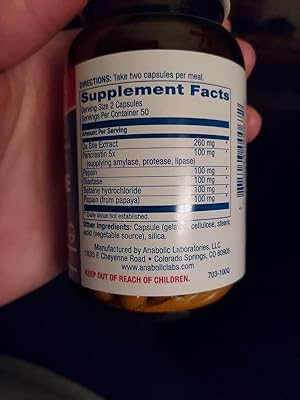 DIRECTIONS: Take two capsules per meal.
Supplement Facts
Serving Size 2 Capsules
Servings Per Container 50
Amount Per Serving
Ox Bile Extract 260 mg *
Pancreatin 5x 100 mg *
(supplying amylase, protease, lipase)
Pepsin 100 mg *
Diastase 100 mg *
Betaine hydrochloride 100 mg *
Papain (from papaya) 100 mg *
*Daily value not established.
Other ingredients: Capsule (gelatin), cellulose, stearic
acid (vegetable source), silica.
Manufactured by Anabolic Laboratories, LLC
1835 E Cheyenne Road • Colorado Springs, CO 80905
www.anaboliclabs.com
KEEP OUT OF REACH OF CHILDREN.
703-100Q